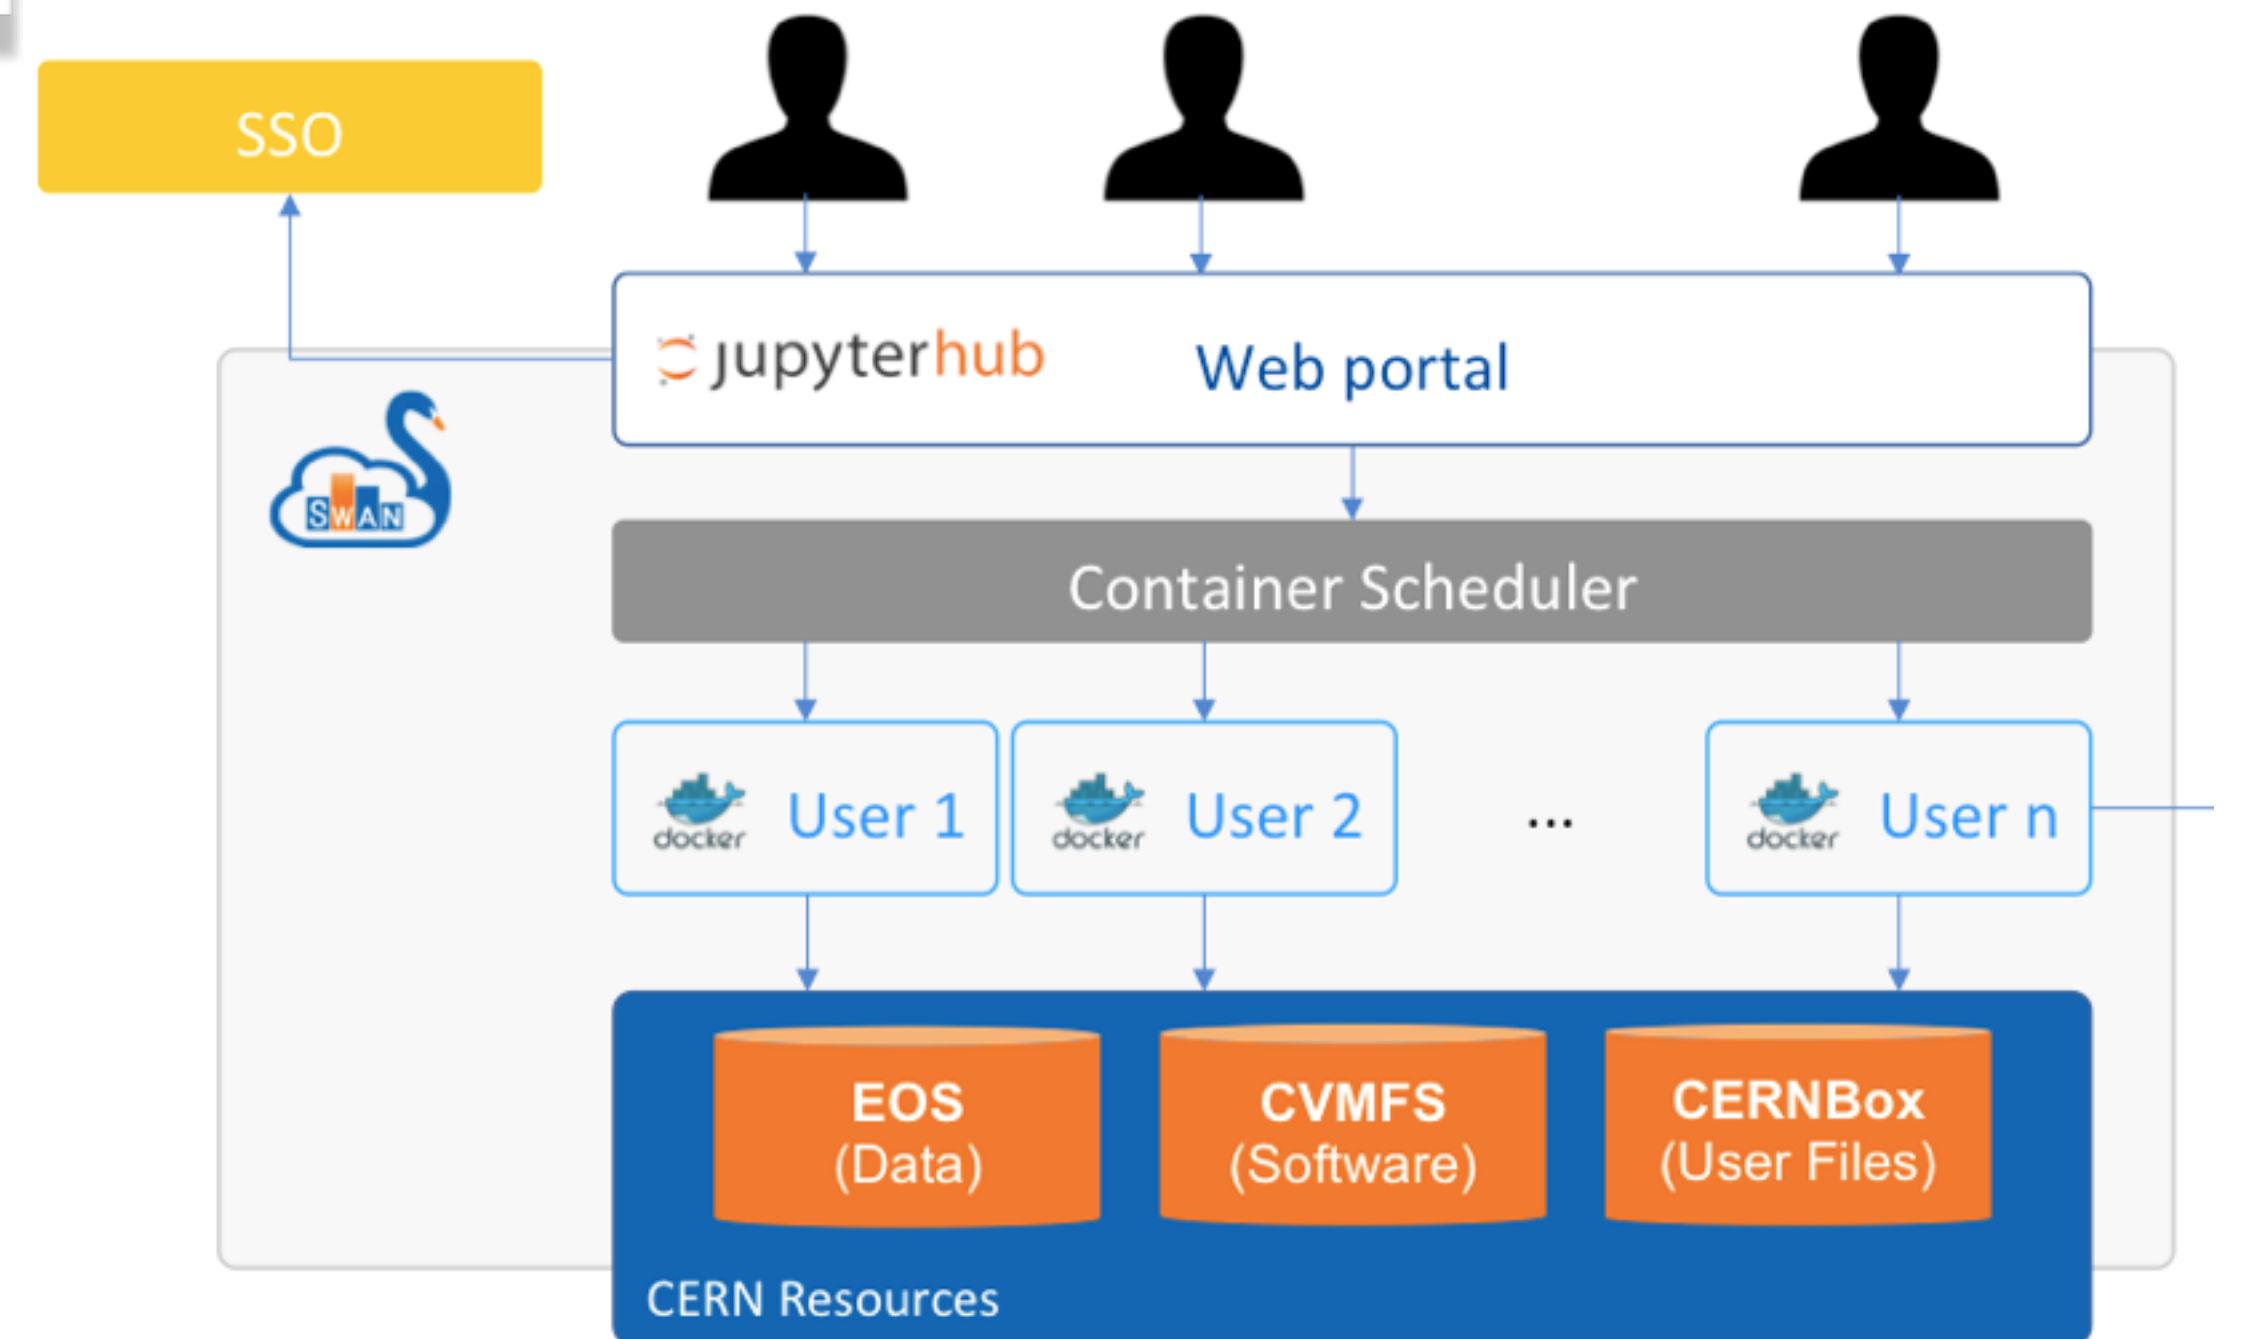 SSO
jupyterhub
Web portal
SWAN
Container Scheduler
docker
User 1
docker
User 2
...
docker
User n
EOS
(Data)
CVMFS
(Software)
CERNBox
(User Files)
CERN Resources